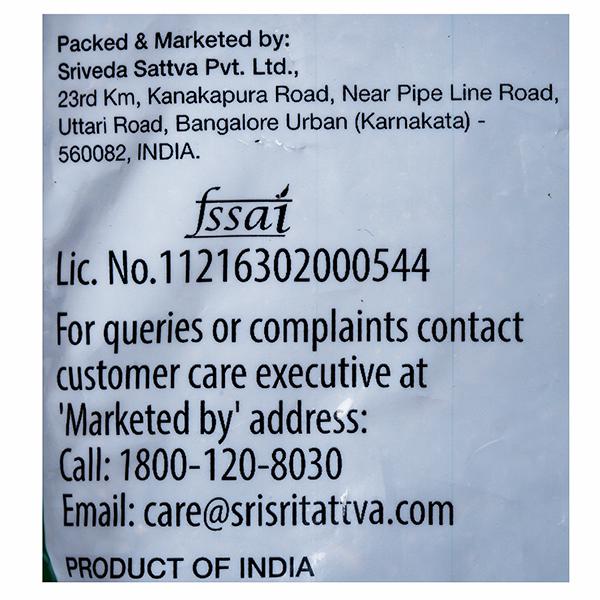 Packed & Marketed by:
Sriveda Sattva Pvt. Ltd.,
23rd Km, Kanakapura Road, Near Pipe Line Road,
Uttari Road, Bangalore Urban (Karnakata) -
560082, INDIA.
fssai
Lic. No.11216302000544
For queries or complaints contact
customer care executive at
'Marketed by' address:
Call: 1800-120-8030
Email: care@srisritattva.com
PRODUCT OF INDIA